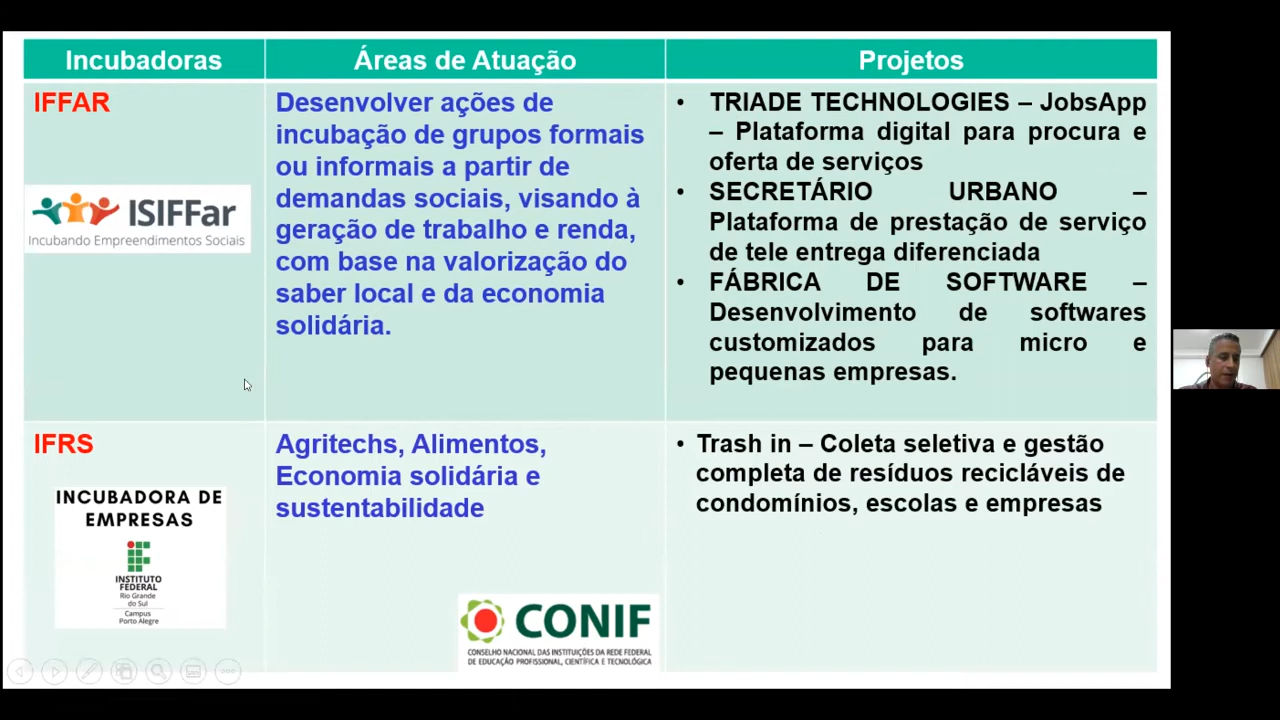 Incubadoras
Áreas de Atuação
Projetos
IFFAR
ISIFFar
Incubando Empreendimentos Sociais
Desenvolver ações de
incubação de grupos formais
ou informais a partir de
demandas sociais, visando à
geração de trabalho e renda,
com base na valorização do
saber local e da economia
solidária.
• TRIADE TECHNOLOGIES – JobsApp
– Plataforma digital para procura e
oferta de serviços
• SECRETÁRIO URBANO –
Plataforma de prestação de serviço
de tele entrega diferenciada
• FÁBRICA DE SOFTWARE –
Desenvolvimento de softwares
customizados para micro e
pequenas empresas.
IFRS
INCUBADORA DE
EMPRESAS
INSTITUTO
FEDERAL
Rio Grande
do Sul
Campus
Porto Alegre
Agritechs, Alimentos,
Economia solidária e
sustentabilidade
CONIF
CONSELHO NACIONAL DAS INSTITUIÇÕES DA REDE FEDERAL
DE EDUCAÇÃO PROFISSIONAL, CIENTÍFICA E TECNOLÓGICA
• Trash in – Coleta seletiva e gestão
completa de resíduos recicláveis de
condomínios, escolas e empresas